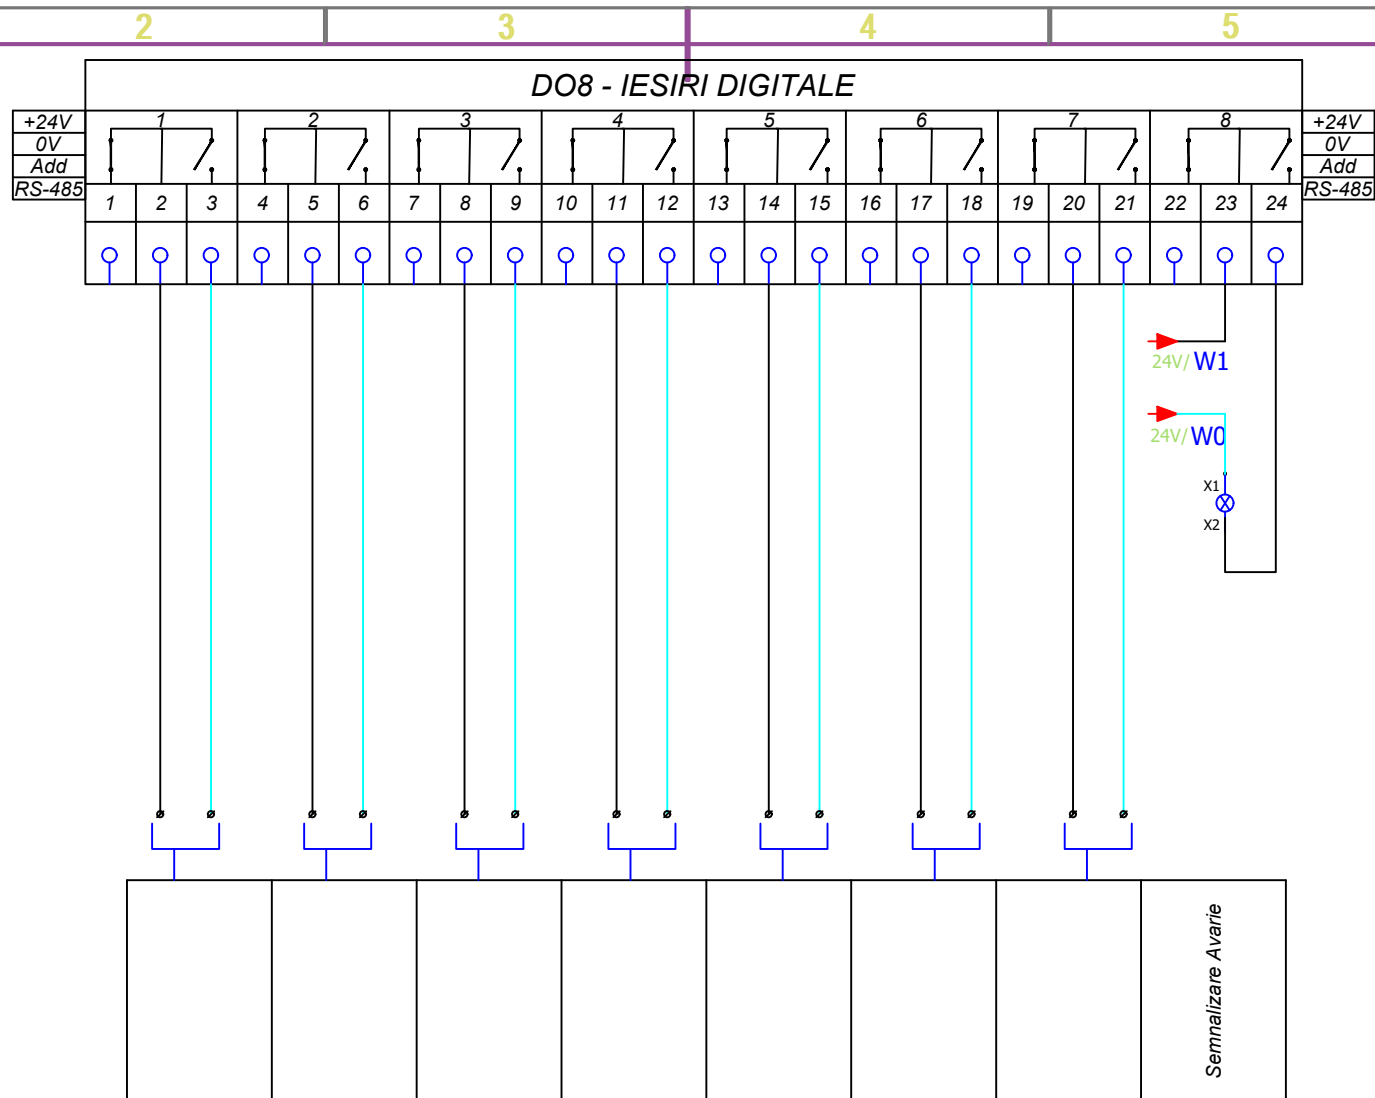 2 3 4 5
DO8 - IESIRI DIGITALE
+24V 1 2 3 4 5 6 7 8 +24V
0V 0V
Add Add
RS-485 RS-485
1 2 3 4 5 6 7 8 9 10 11 12 13 14 15 16 17 18 19 20 21 22 23 24
24V/ W1
24V/ W0
X1
X2
Semnalizare Avarie